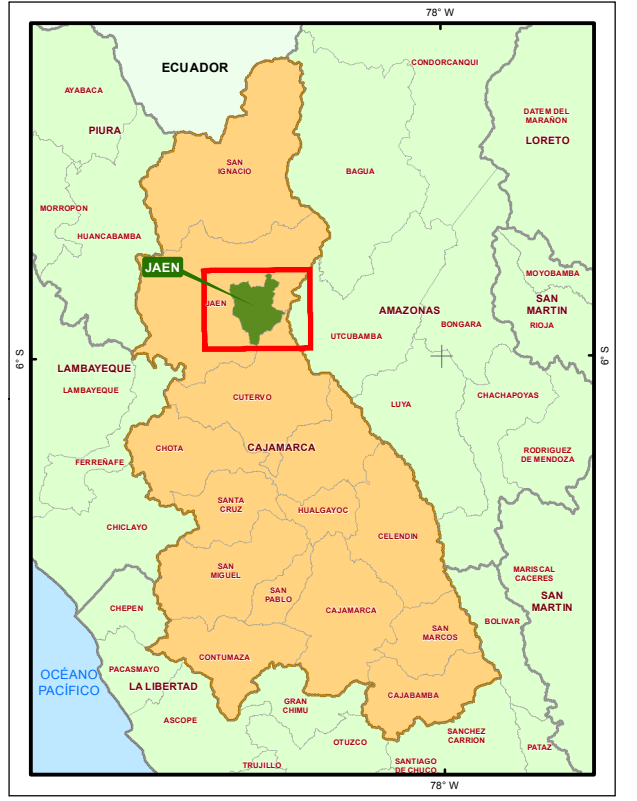 78° W
ECUADOR
CONDORCANQUI
AYABACA
DATEM DEL
MARAÑON
PIURA
LORETO
SAN
IGNACIO
BAGUA
MORROPON
HUANCABAMBA
JAEN
MOYOBAMBA
JAEN
SAN
MARTIN
AMAZONAS
BONGARA
RIOJA
UTCUBAMBA
6° S
6° S
LAMBAYEQUE
LAMBAYEQUE
CUTERVO
LUYA
CHACHAPOYAS
CHOTA
CAJAMARCA
FERREÑAFE
RODRIGUEZ
DE MENDOZA
SANTA
CRUZ
HUALGAYOC
CHICLAYO
CELENDIN
SAN
MIGUEL
MARISCAL
CACERES
SAN
PABLO
SAN
MARTIN
CHEPEN
CAJAMARCA
BOLIVAR
SAN
MARCOS
CONTUMAZA
PACASMAYO
OCÉANO
PACÍFICO
LA LIBERTAD
CAJABAMBA
GRAN
CHIMU
ASCOPE
SANCHEZ
CARRION
OTUZCO
PATAZ
TRUJILLO
SANTIAGO
DE CHUCO
78° W